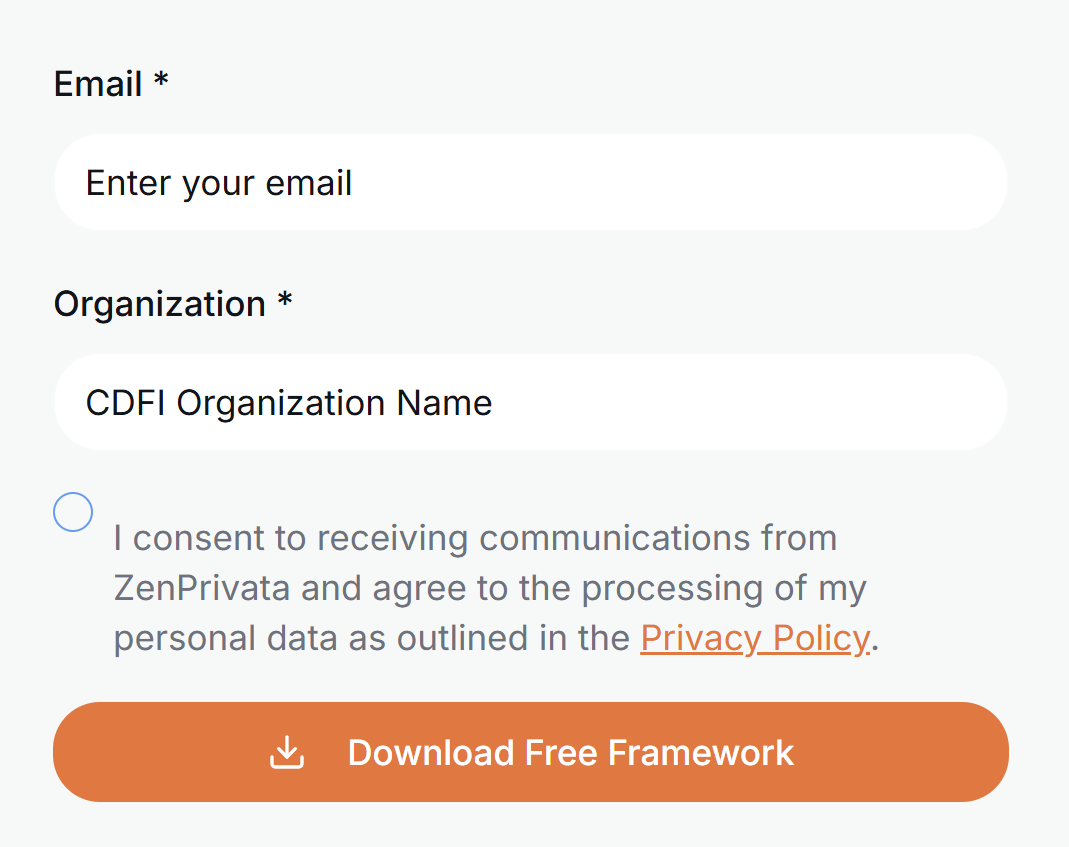 Email *
Enter your email
Organization *
CDFI Organization Name
I consent to receiving communications from
ZenPrivata and agree to the processing of my
personal data as outlined in the Privacy Policy.
Download Free Framework